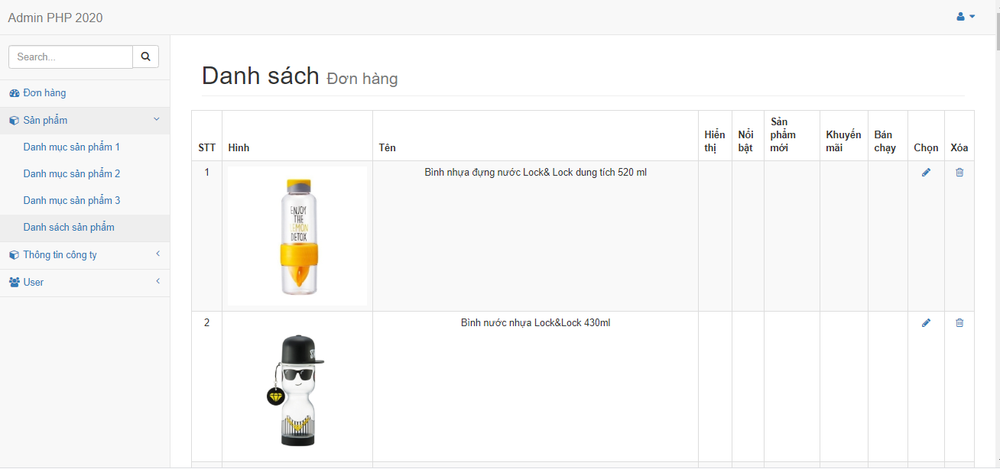 Admin PHP 2020
Search...
Đơn hàng
Sản phẩm
Danh mục sản phẩm 1
Danh mục sản phẩm 2
Danh mục sản phẩm 3
Danh sách sản phẩm
Thông tin công ty
User
Danh sách Đơn hàng
STT Hình Tên Hiển thị Nổi bật Sản phẩm mới Khuyến mãi Bán chạy Chọn Xóa
1 Bình nhựa đựng nước Lock& Lock dung tích 520 ml
ENJOY
THE
LEMON
DETOX
2 Bình nước nhựa Lock&Lock 430ml